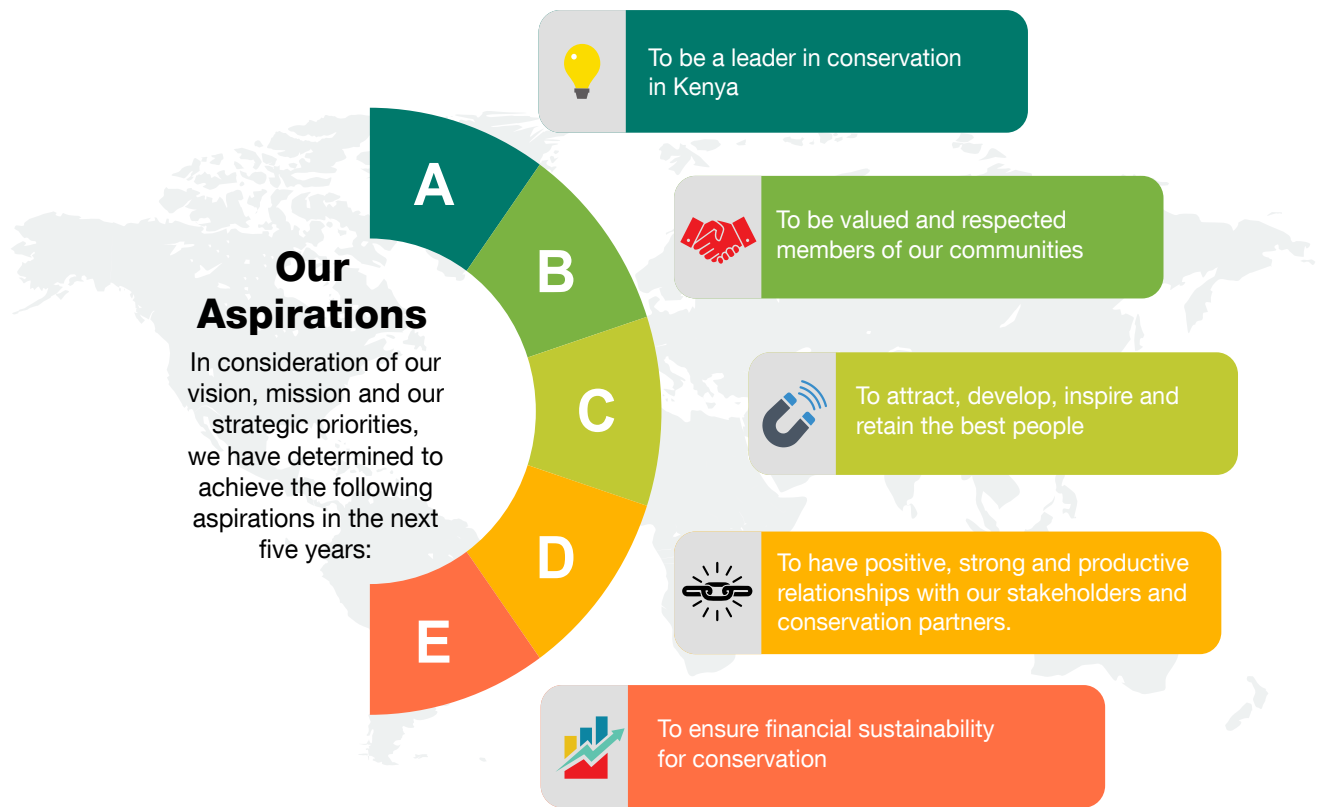 Our
Aspirations
In consideration of our
vision, mission and our
strategic priorities,
we have determined to
achieve the following
aspirations in the next
five years:
A
To be a leader in conservation
in Kenya
B
To be valued and respected
members of our communities
C
To attract, develop, inspire and
retain the best people
D
To have positive, strong and productive
relationships with our stakeholders and
conservation partners.
E
To ensure financial sustainability
for conservation